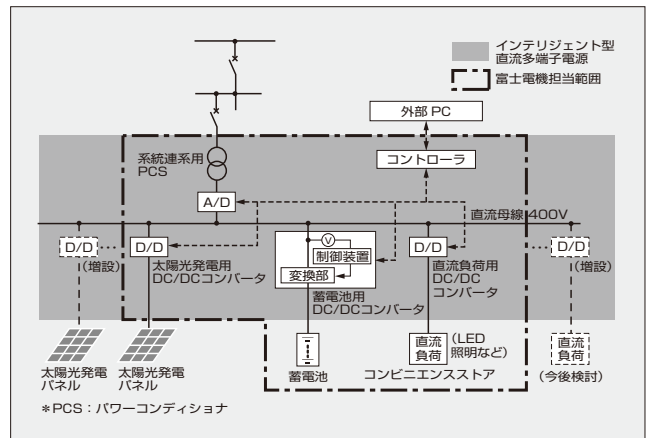 インテリジェント型
直流多端子電源
富士電機担当範囲
外部 PC
系統連系用
PCS
コントローラ
A/D
直流母線 400V
D/D
(増設)
D/D
太陽光発電用
DC/DCコンバータ
V
制御装置
変換部
蓄電池用
DC/DCコンバータ
D/D
直流負荷用
DC/DC
コンバータ
D/D
(増設)
太陽光発電
パネル
太陽光発電
パネル
蓄電池
直流
負荷
(LED
照明など)
コンビニエンスストア
直流
負荷
(今後検討)
*PCS：パワーコンディショナ